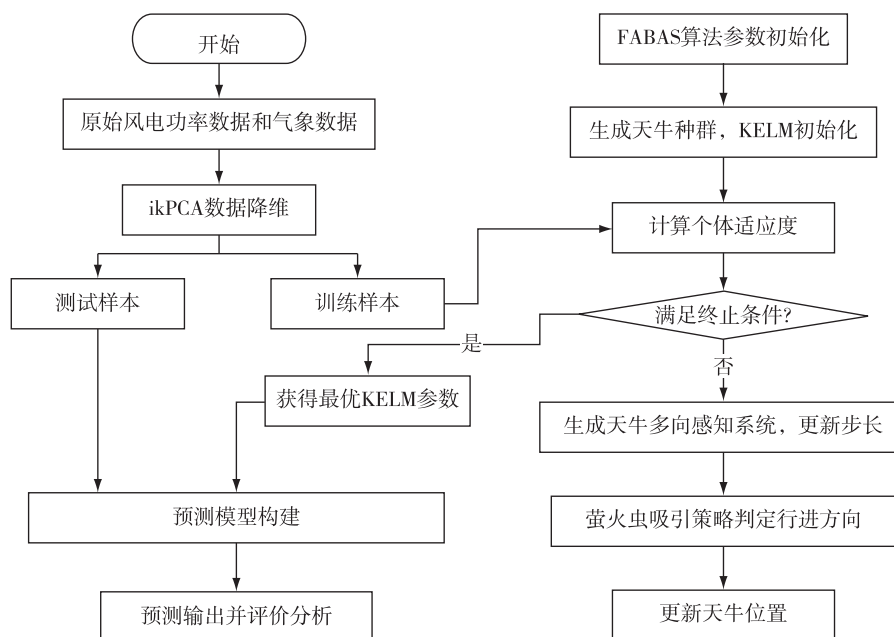 开始
原始风电功率数据和气象数据
ikPCA数据降维
测试样本
训练样本
是
获得最优KELM参数
预测模型构建
预测输出并评价分析
FABAS算法参数初始化
生成天牛种群，KELM初始化
计算个体适应度
满足终止条件?
否
生成天牛多向感知系统，更新步长
萤火虫吸引策略判定行进方向
更新天牛位置